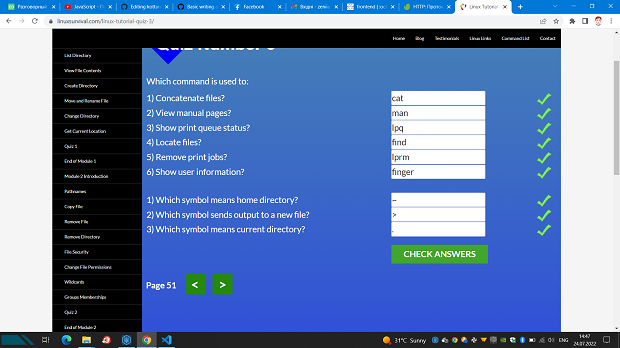 Разговорны
JavaScript - П
Editing kottan
Basic writing
Facebook
frontend
HTTP: Прото
Linux Tutoria
linuxsurvival.com/linux-tutorial-quiz-3/
Home Blog Testimonials Linux Links Command List Contact
List Directory
View File Contents
Create Directory
Move and Rename File
Change Directory
Get Current Location
Quiz 1
End of Module 1
Module 2 Introduction
Pathnames
Copy File
Remove File
Remove Directory
File Security
Change File Permissions
Wildcards
Groups Memberships
Quiz 2
End of Module 2
Quiz Number 3
Which command is used to:
1) Concatenate files? cat
2) View manual pages? man
3) Show print queue status? lpq
4) Locate files? find
5) Remove print jobs? lprm
6) Show user information? finger
1) Which symbol means home directory? ~
2) Which symbol sends output to a new file? >
3) Which symbol means current directory? .
CHECK ANSWERS
Page 51 < >
31°C Sunny
ENG
14:47
24.07.2022